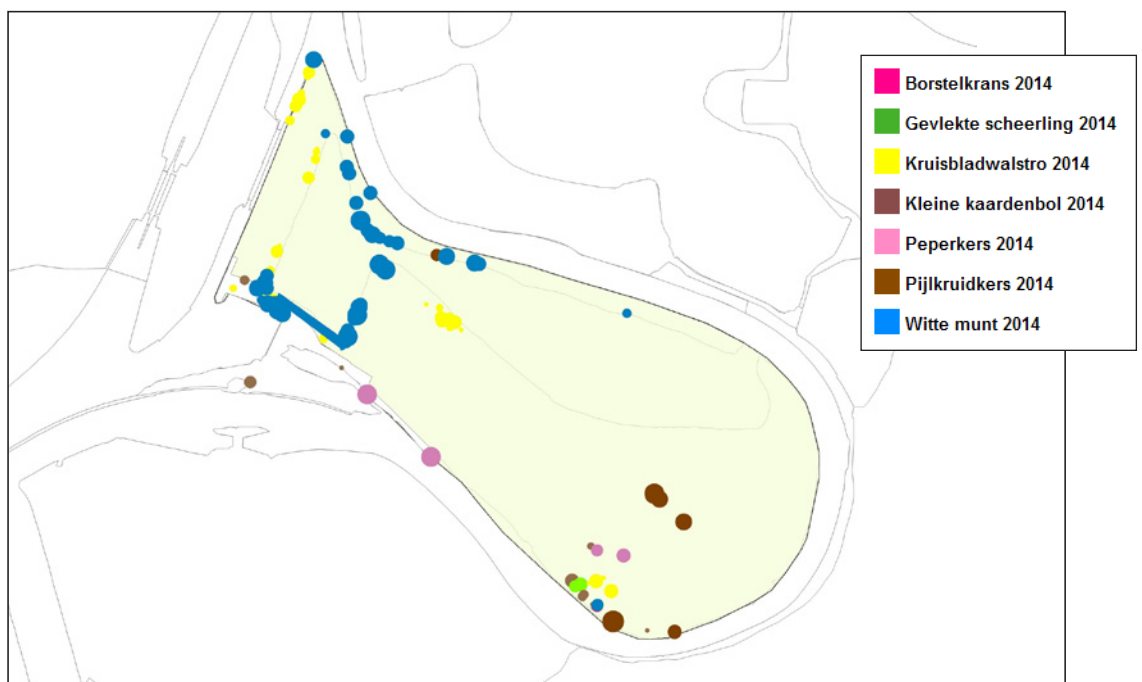 Borstelkrans 2014
Gevlekte scheerling 2014
Kruisbladwalstro 2014
Kleine kaardenbol 2014
Peperkers 2014
Pijlkruidkers 2014
Witte munt 2014